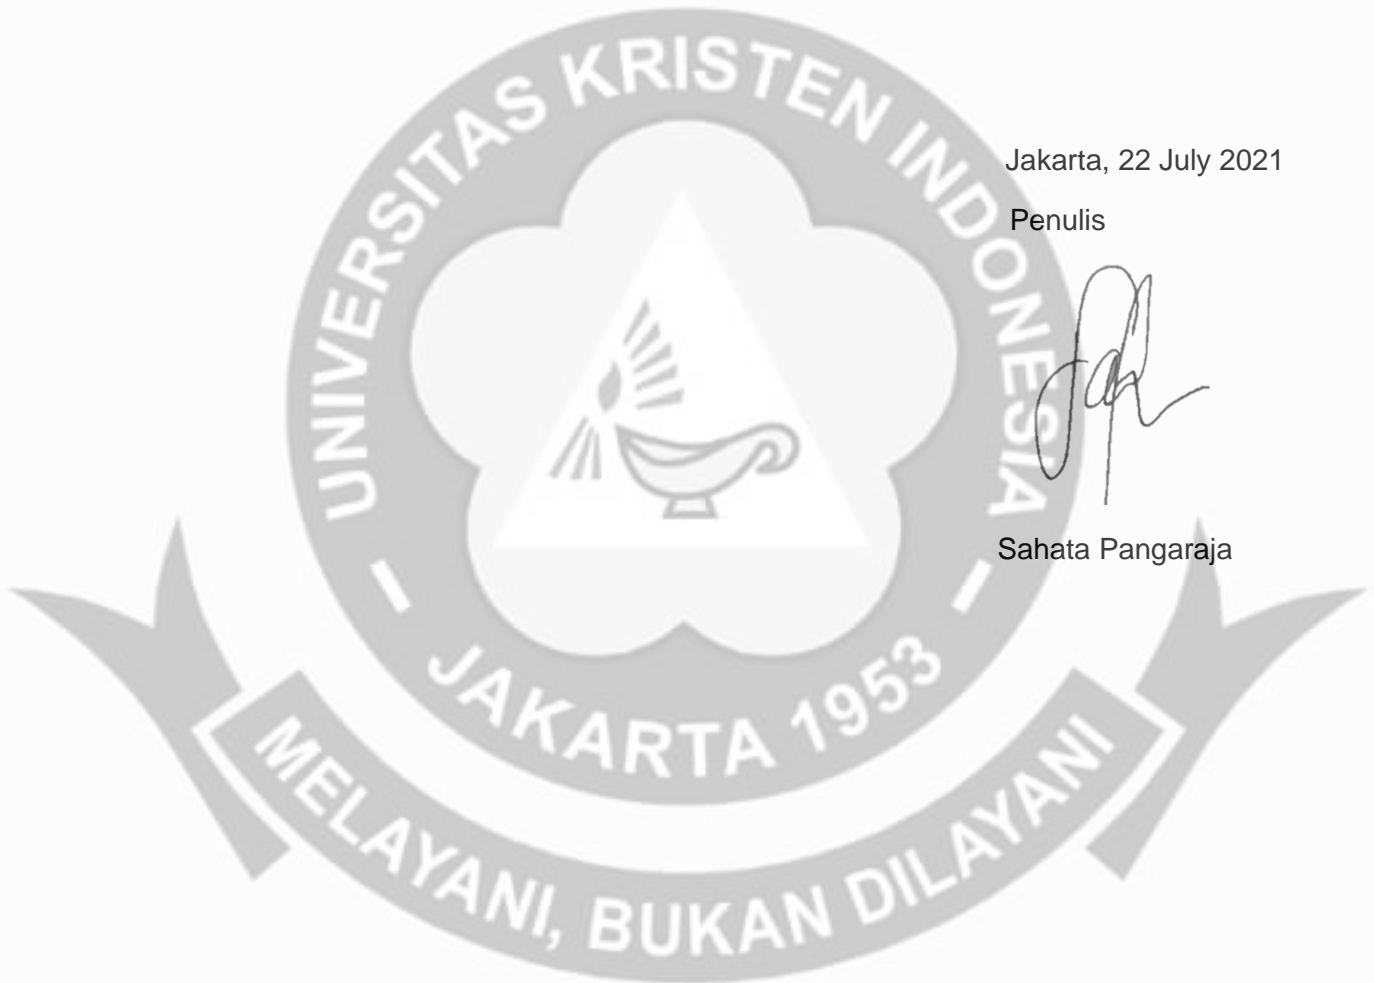 UNIVERSITAS KRISTEN INDONESIA
Jakarta, 22 July 2021
Penulis
Sahata Pangaraja
- JAKARTA 1953 -
MELAYANI, BUKAN DILAYANI